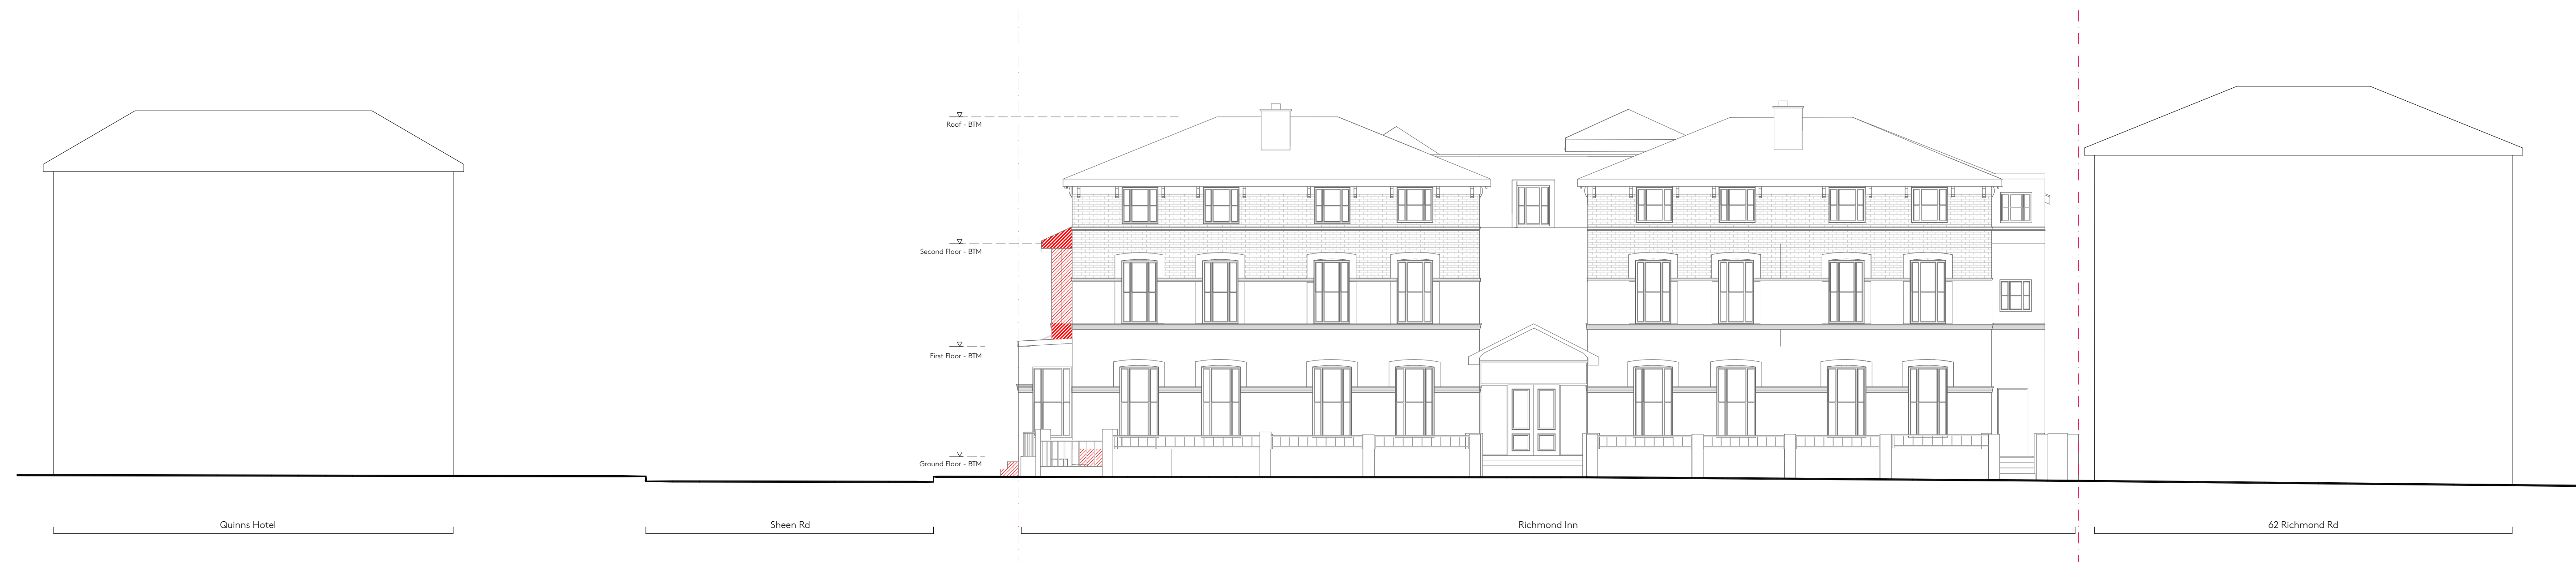 Roof - BTM
Second Floor - BTM
First Floor - BTM
Ground Floor - BTM
Quinns Hotel
Sheen Rd
Richmond Inn
62 Richmond Rd